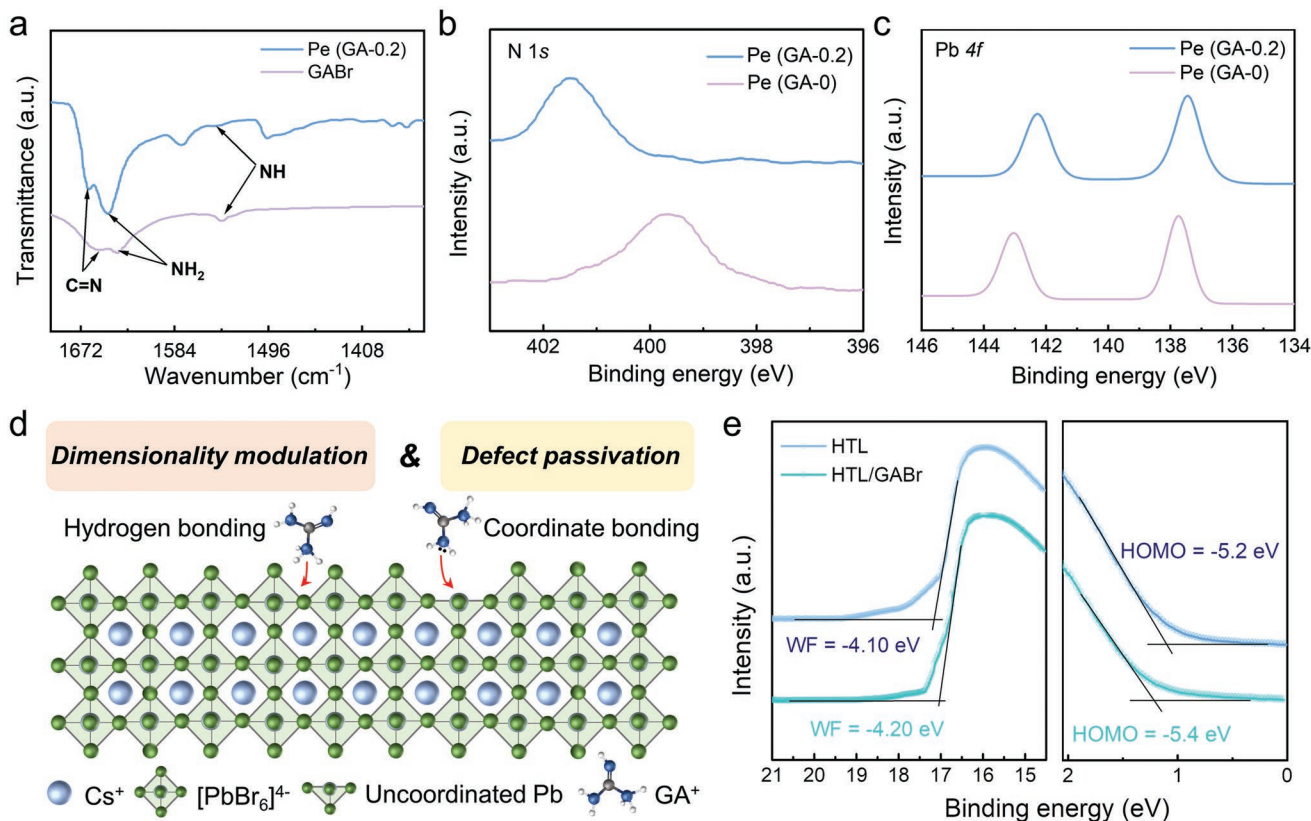 a
Pe (GA-0.2)
GABr
NH
C=N
NH₂
Transmittance (a.u.)
1672 1584 1496 1408
Wavenumber (cm⁻¹)
b
N 1s
Pe (GA-0.2)
Pe (GA-0)
Intensity (a.u.)
402 400 398 396
Binding energy (eV)
c
Pb 4f
Pe (GA-0.2)
Pe (GA-0)
Intensity (a.u.)
146 144 142 140 138 136 134
Binding energy (eV)
d
Dimensionality modulation & Defect passivation
Hydrogen bonding
Coordinate bonding
Cs⁺
[PbBr₆]⁴⁻
Uncoordinated Pb
GA⁺
e
HTL
HTL/GABr
HOMO = -5.2 eV
WF = -4.10 eV
WF = -4.20 eV
HOMO = -5.4 eV
Intensity (a.u.)
21 20 19 18 17 16 15
2 1 0
Binding energy (eV)